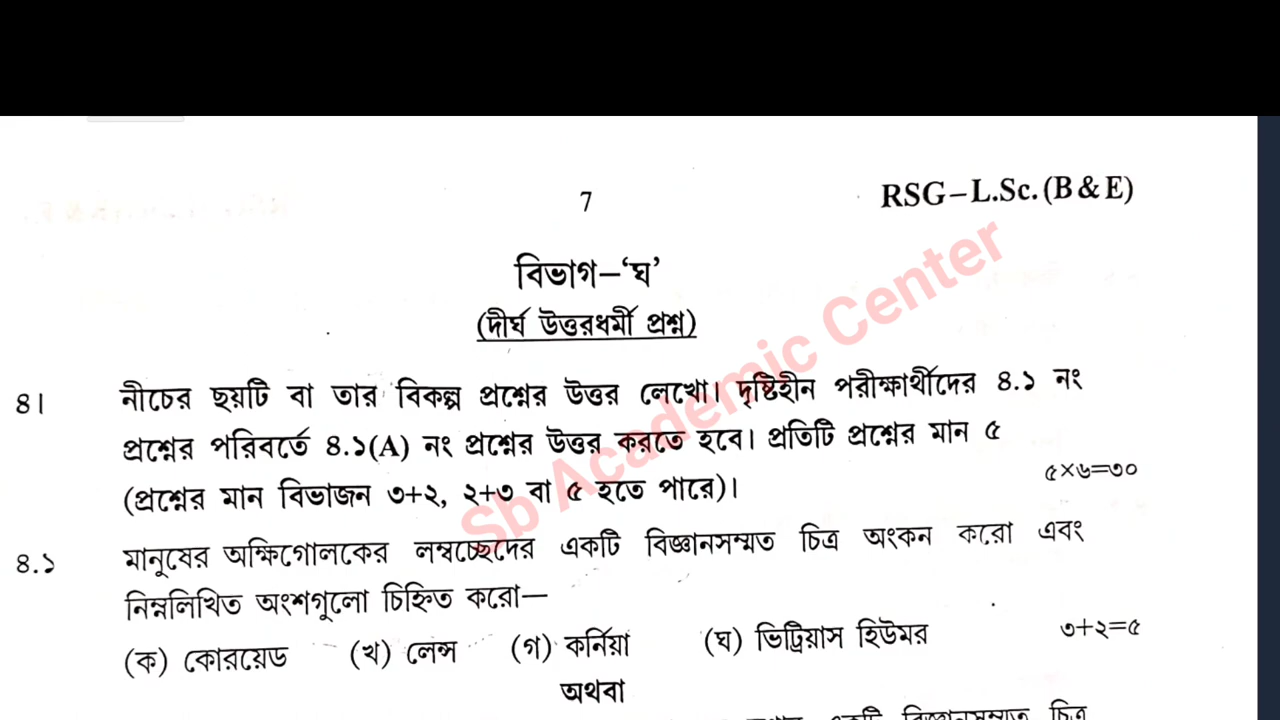 7
RSG–L.Sc.(B & E)
বিভাগ–‘ঘ’
(দীর্ঘ উত্তরধর্মী প্রশ্ন)
৪। নীচের ছয়টি বা তার বিকল্প প্রশ্নের উত্তর লেখো। দৃষ্টিহীন পরীক্ষার্থীদের ৪.১ নং
প্রশ্নের পরিবর্তে ৪.১(A) নং প্রশ্নের উত্তর করতে হবে। প্রতিটি প্রশ্নের মান ৫
(প্রশ্নের মান বিভাজন ৩+২, ২+৩ বা ৫ হতে পারে)। ৫×৬=৩০
৪.১ মানুষের অক্ষিগোলকের লম্বচ্ছেদের একটি বিজ্ঞানসম্মত চিত্র অংকন করো এবং
নিম্নলিখিত অংশগুলো চিহ্নিত করো—
(ক) কোরয়েড (খ) লেন্স (গ) কর্নিয়া (ঘ) ভিট্রিয়াস হিউমর ৩+২=৫
অথবা
একটি বিজ্ঞানসম্মত চিত্র
Sb Academic Center